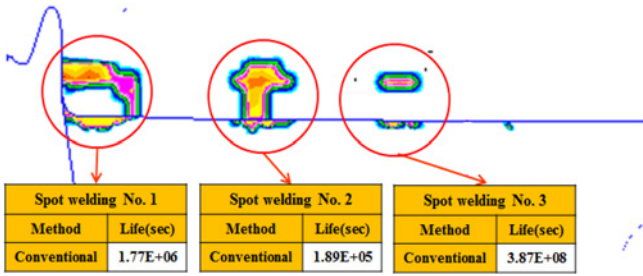 Spot welding No. 1
Method Life(sec)
Conventional 1.77E+06
Spot welding No. 2
Method Life(sec)
Conventional 1.89E+05
Spot welding No. 3
Method Life(sec)
Conventional 3.87E+08